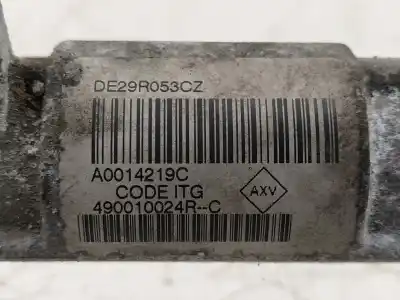 DE29R053CZ
A0014219C
CODE ITG
AXV
490010024R--C